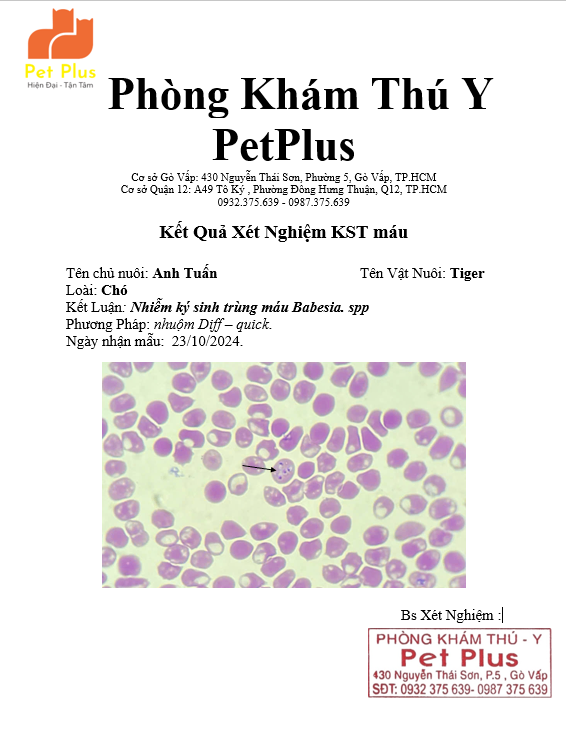 Pet Plus
Hiện Đại - Tận Tâm
Phòng Khám Thú Y
PetPlus
Cơ sở Gò Vấp: 430 Nguyễn Thái Sơn, Phường 5, Gò Vấp, TP.HCM
Cơ sở Quận 12: A49 Tô Ký , Phường Đông Hưng Thuận, Q12, TP.HCM
0932.375.639 - 0987.375.639
Kết Quả Xét Nghiệm KST máu
Tên chủ nuôi: Anh Tuấn Tên Vật Nuôi: Tiger
Loài: Chó
Kết Luận: Nhiễm ký sinh trùng máu Babesia. spp
Phương Pháp: nhuộm Diff – quick.
Ngày nhận mẫu: 23/10/2024.
Bs Xét Nghiệm :
PHÒNG KHÁM THÚ - Y
Pet Plus
430 Nguyễn Thái Sơn, P.5 , Gò Vấp
SĐT: 0932 375 639- 0987 375 639